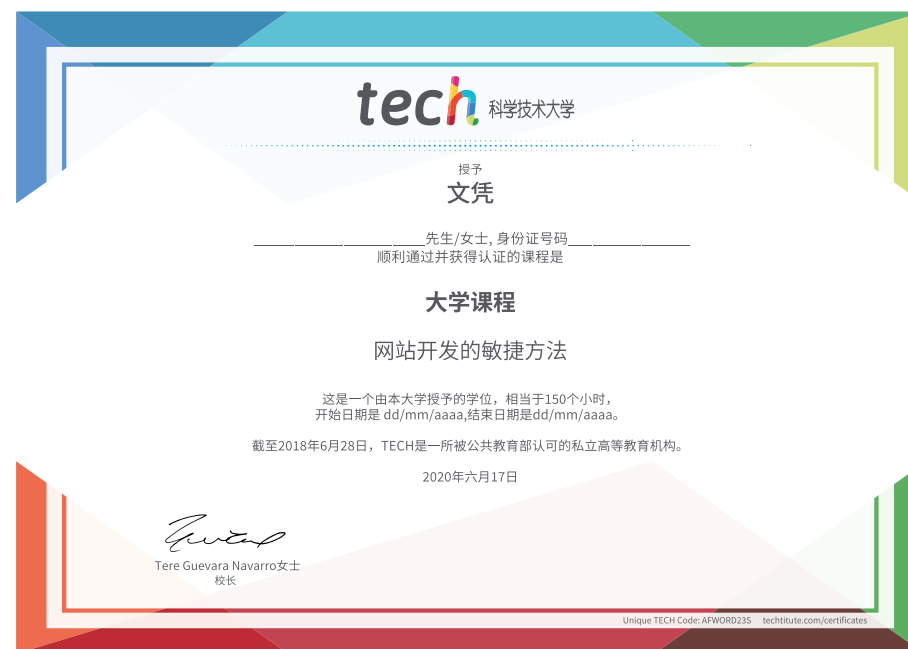 tech 科学技术大学
授予
文凭
先生/女士, 身份证号码
顺利通过并获得认证的课程是
大学课程
网站开发的敏捷方法
这是一个由本大学授予的学位，相当于150个小时，
开始日期是 dd/mm/aaaa,结束日期是dd/mm/aaaa。
截至2018年6月28日，TECH是一所被公共教育部认可的私立高等教育机构。
2020年六月17日
Tere Guevara Navarro女士
校长
Unique TECH Code: AFWORD23S techtitute.com/certificates